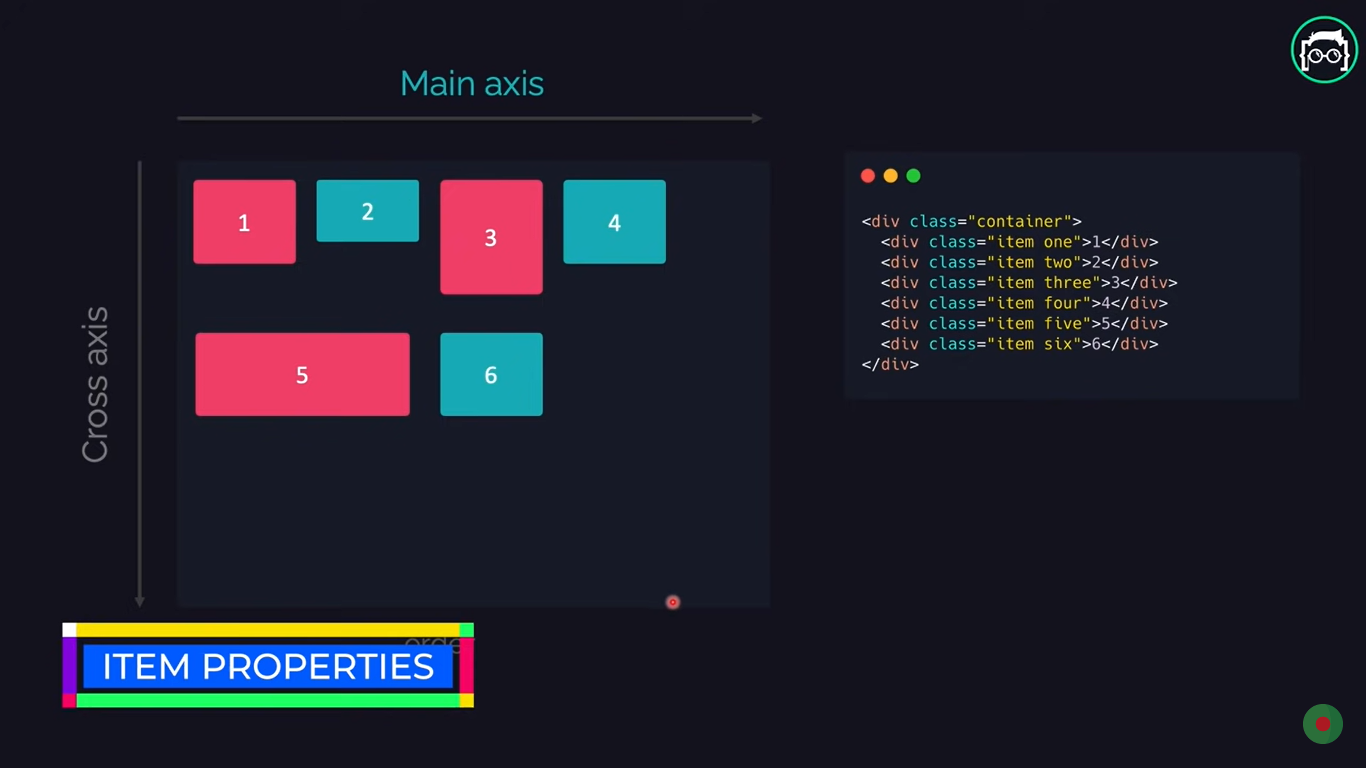 Main axis
Cross axis
1
2
3
4
5
6
<div class="container">
<div class="item one">1</div>
<div class="item two">2</div>
<div class="item three">3</div>
<div class="item four">4</div>
<div class="item five">5</div>
<div class="item six">6</div>
</div>
ITEM PROPERTIES